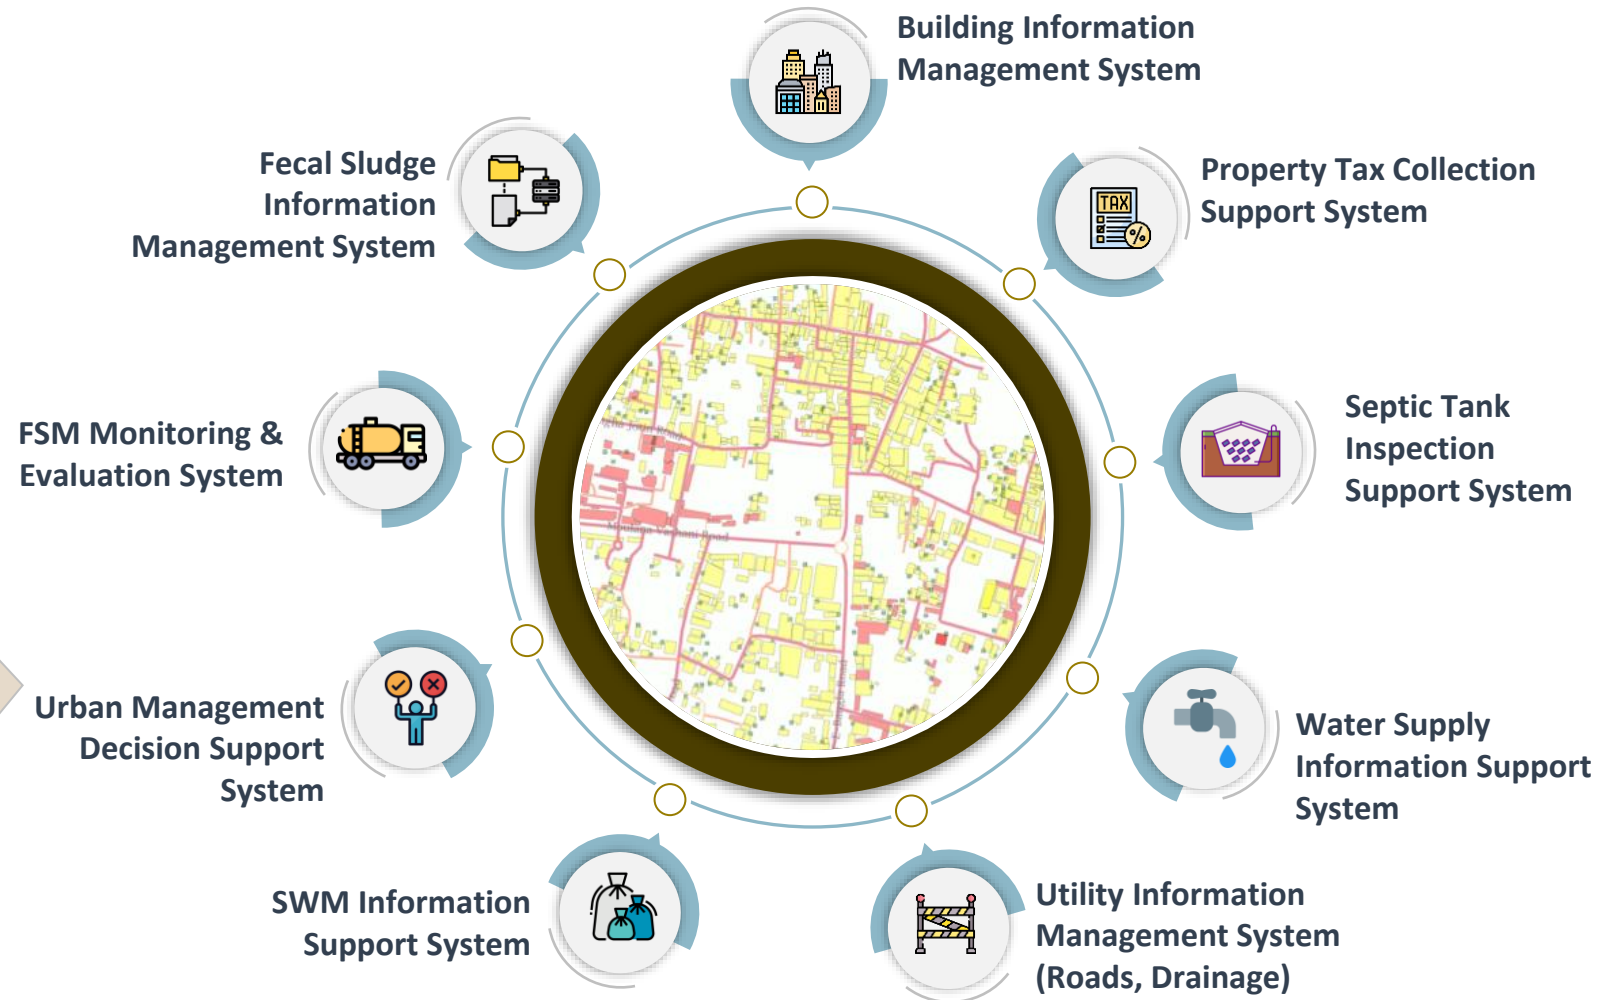 Building Information
Management System
Property Tax Collection
Support System
TAX
%
Septic Tank
Inspection
Support System
Water Supply
Information Support
System
Utility Information
Management System
(Roads, Drainage)
SWM Information
Support System
Urban Management
Decision Support
System
FSM Monitoring &
Evaluation System
Fecal Sludge
Information
Management System
Road
Road